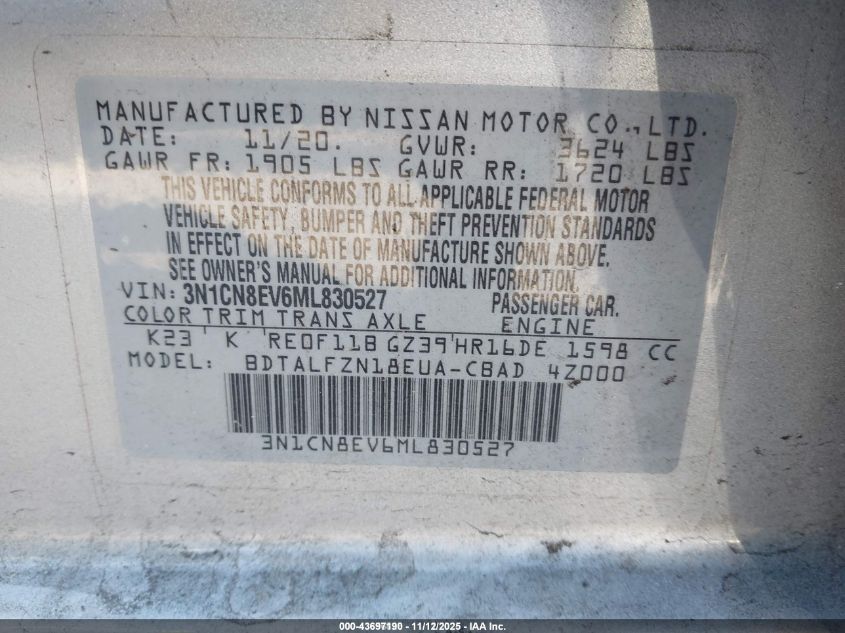 MANUFACTURED BY NISSAN MOTOR CO., LTD.
DATE: 11/20. GVWR: 3624 LBS
GAWR FR: 1905 LBS GAWR RR: 1720 LBS
THIS VEHICLE CONFORMS TO ALL APPLICABLE FEDERAL MOTOR
VEHICLE SAFETY, BUMPER AND THEFT PREVENTION STANDARDS
IN EFFECT ON THE DATE OF MANUFACTURE SHOWN ABOVE.
SEE OWNER'S MANUAL FOR ADDITIONAL INFORMATION.
VIN: 3N1CN8EV6ML830527 PASSENGER CAR.
COLOR TRIM TRANS AXLE ENGINE
K23 K RE0F11B GZ39 HR16DE 1598 CC
MODEL: BDTALFZN18EUA-CBAD 4Z000
3N1CN8EV6ML830527
000-43697190 - 11/12/2025 - IAA Inc.